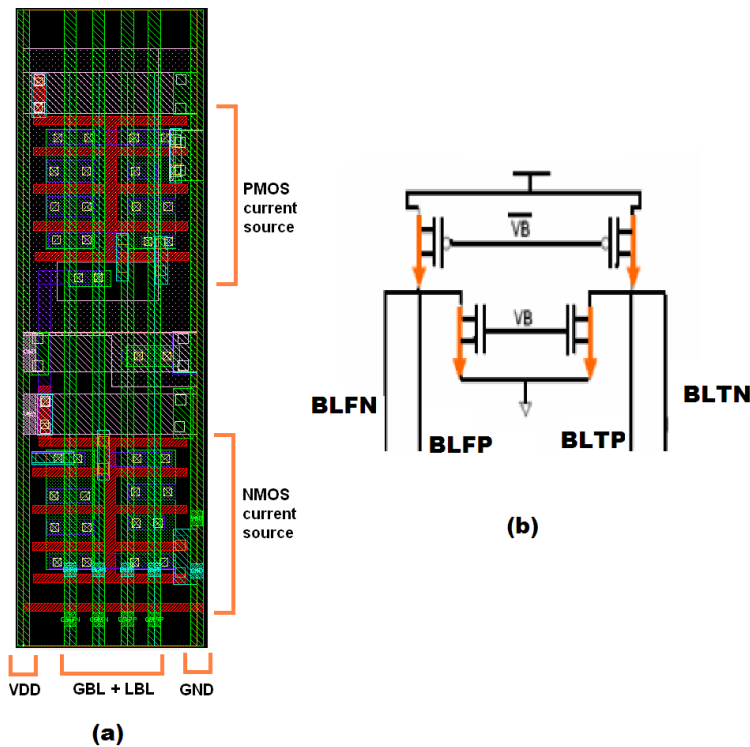 PMOS
current
source
NMOS
current
source
VDD
GBL + LBL
GND
(a)
VB
VB
BLFN
BLFP
BLTP
BLTN
(b)